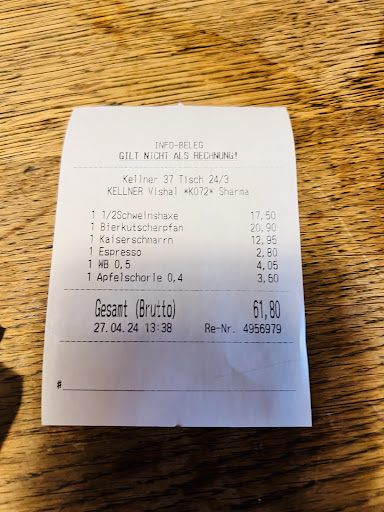 INFO-BELEG
GILT NICHT ALS RECHNUNG!
Kellner 37 Tisch 24/3
KELLNER Vishal *K072* Sharma
1 1/2Schweinshaxe 17,50
1 Bierkutscherpfan 20,90
1 Kaiserschmarrn 12,95
1 Espresso 2,80
1 WB 0,5 4,05
1 Apfelschorle 0,4 3,60
Gesamt (Brutto) 61,80
27.04.24 13:38 Re-Nr. 4956979
#